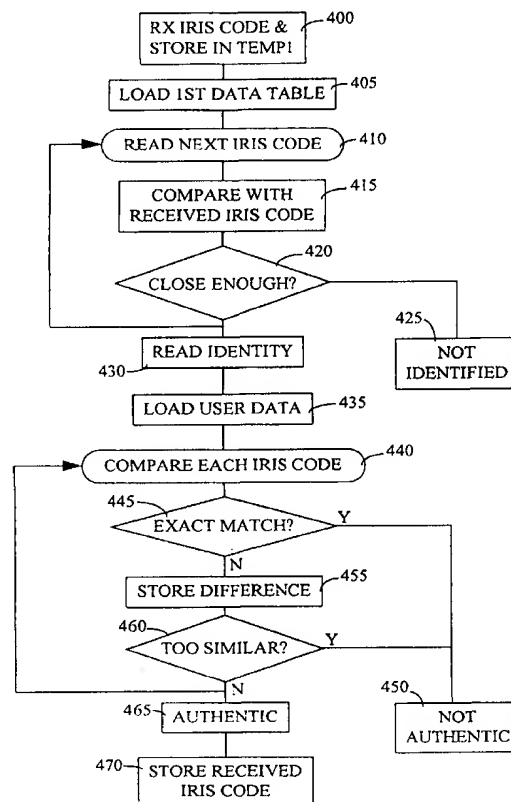 RX IRIS CODE &
STORE IN TEMP1
400
LOAD 1ST DATA TABLE
405
READ NEXT IRIS CODE
410
COMPARE WITH
RECEIVED IRIS CODE
415
CLOSE ENOUGH?
420
NOT
IDENTIFIED
425
READ IDENTITY
430
LOAD USER DATA
435
COMPARE EACH IRIS CODE
440
EXACT MATCH?
445
Y
N
STORE DIFFERENCE
455
TOO SIMILAR?
460
Y
N
AUTHENTIC
465
NOT
AUTHENTIC
450
STORE RECEIVED
IRIS CODE
470